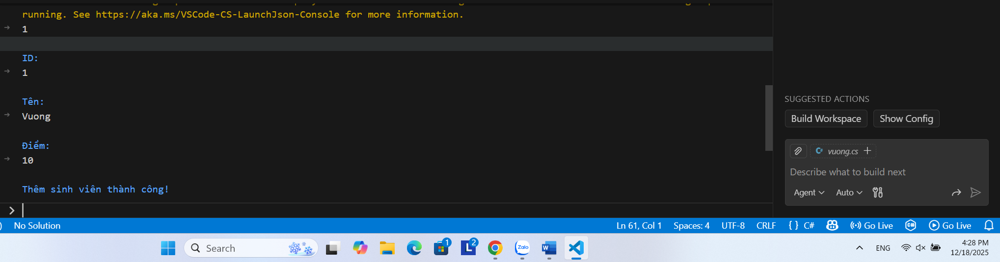 running. See https://aka.ms/VSCode-CS-LaunchJson-Console for more information.
1
ID:
1
Tên:
Vuong
Điểm:
10
Thêm sinh viên thành công!
SUGGESTED ACTIONS
Build Workspace Show Config
vuong.cs
Describe what to build next
Agent Auto
No Solution Ln 61, Col 1 Spaces: 4 UTF-8 CRLF { } C# Go Live Go Live
Search 1 2 Zalo ENG 4:28 PM
12/18/2025